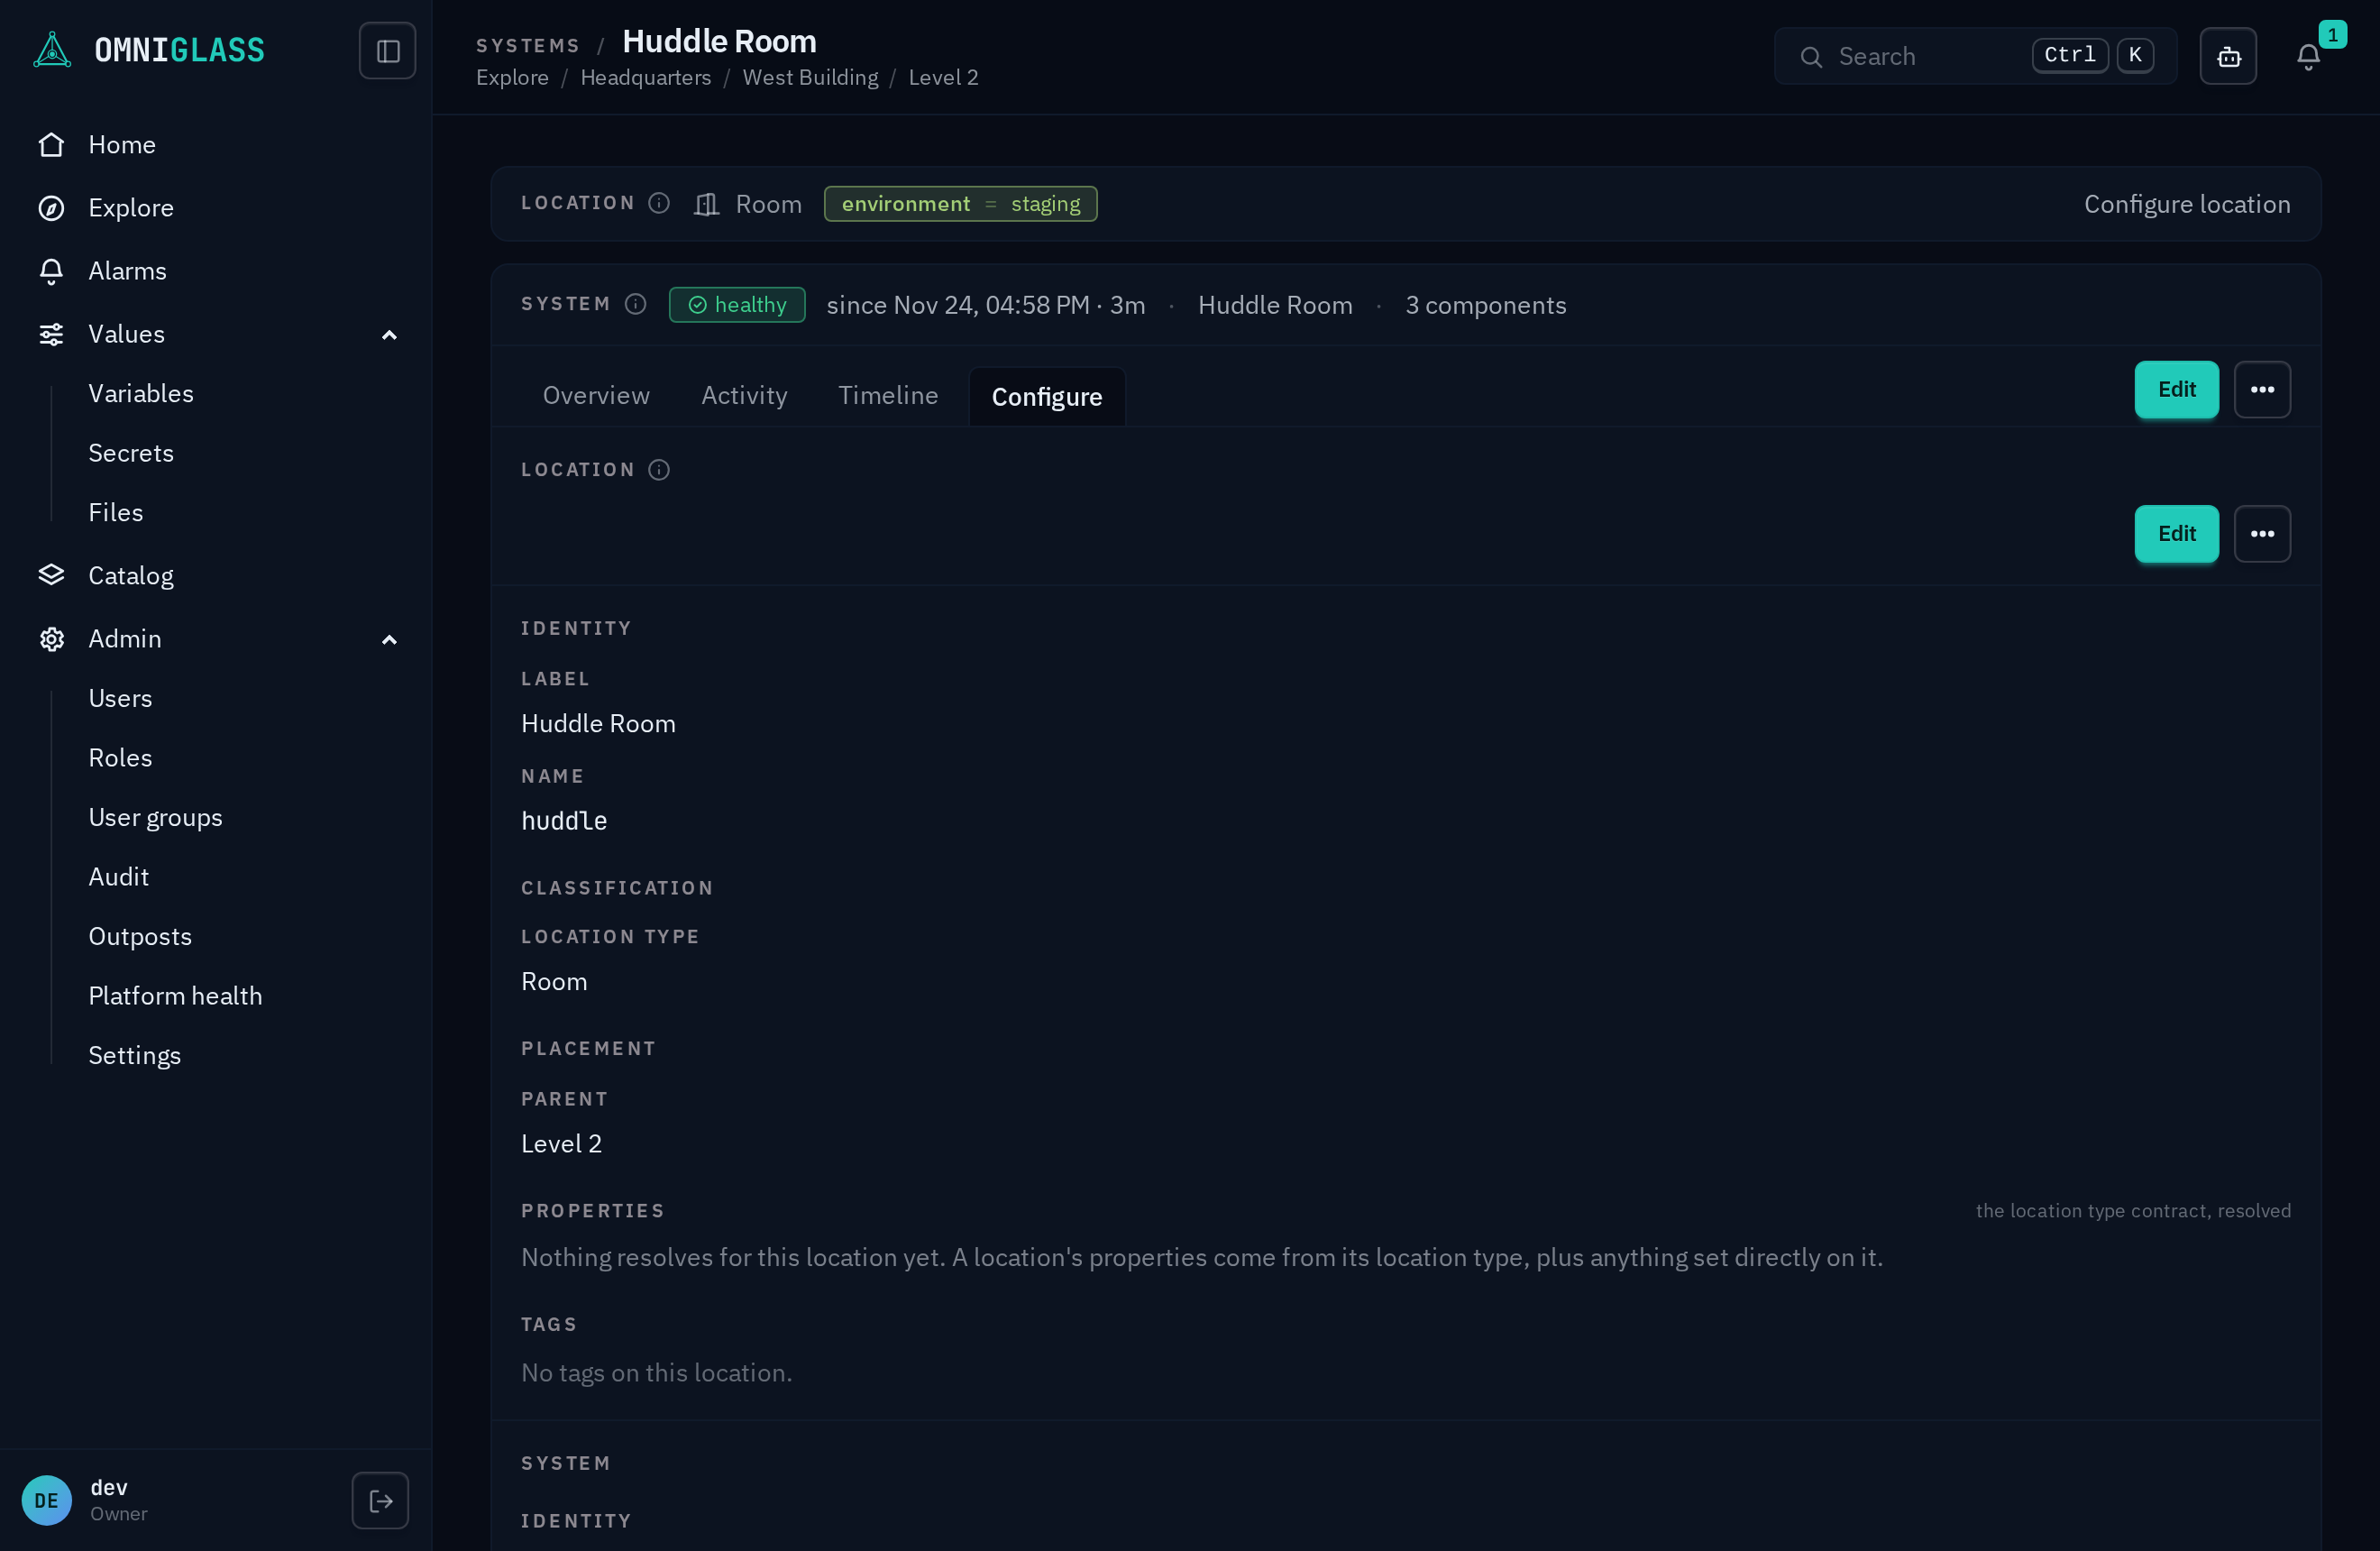 OMNIGLASS
Home
Explore
Alarms
Values
Variables
Secrets
Files
Catalog
Admin
Users
Roles
User groups
Audit
Outposts
Platform health
Settings
DE
dev
Owner
SYSTEMS / Huddle Room
Explore / Headquarters / West Building / Level 2
Search Ctrl K
1
LOCATION Room environment = staging Configure location
SYSTEM healthy since Nov 24, 04:58 PM · 3m · Huddle Room · 3 components
Overview Activity Timeline Configure Edit
LOCATION
Edit
IDENTITY
LABEL
Huddle Room
NAME
huddle
CLASSIFICATION
LOCATION TYPE
Room
PLACEMENT
PARENT
Level 2
PROPERTIES the location type contract, resolved
Nothing resolves for this location yet. A location's properties come from its location type, plus anything set directly on it.
TAGS
No tags on this location.
SYSTEM
IDENTITY